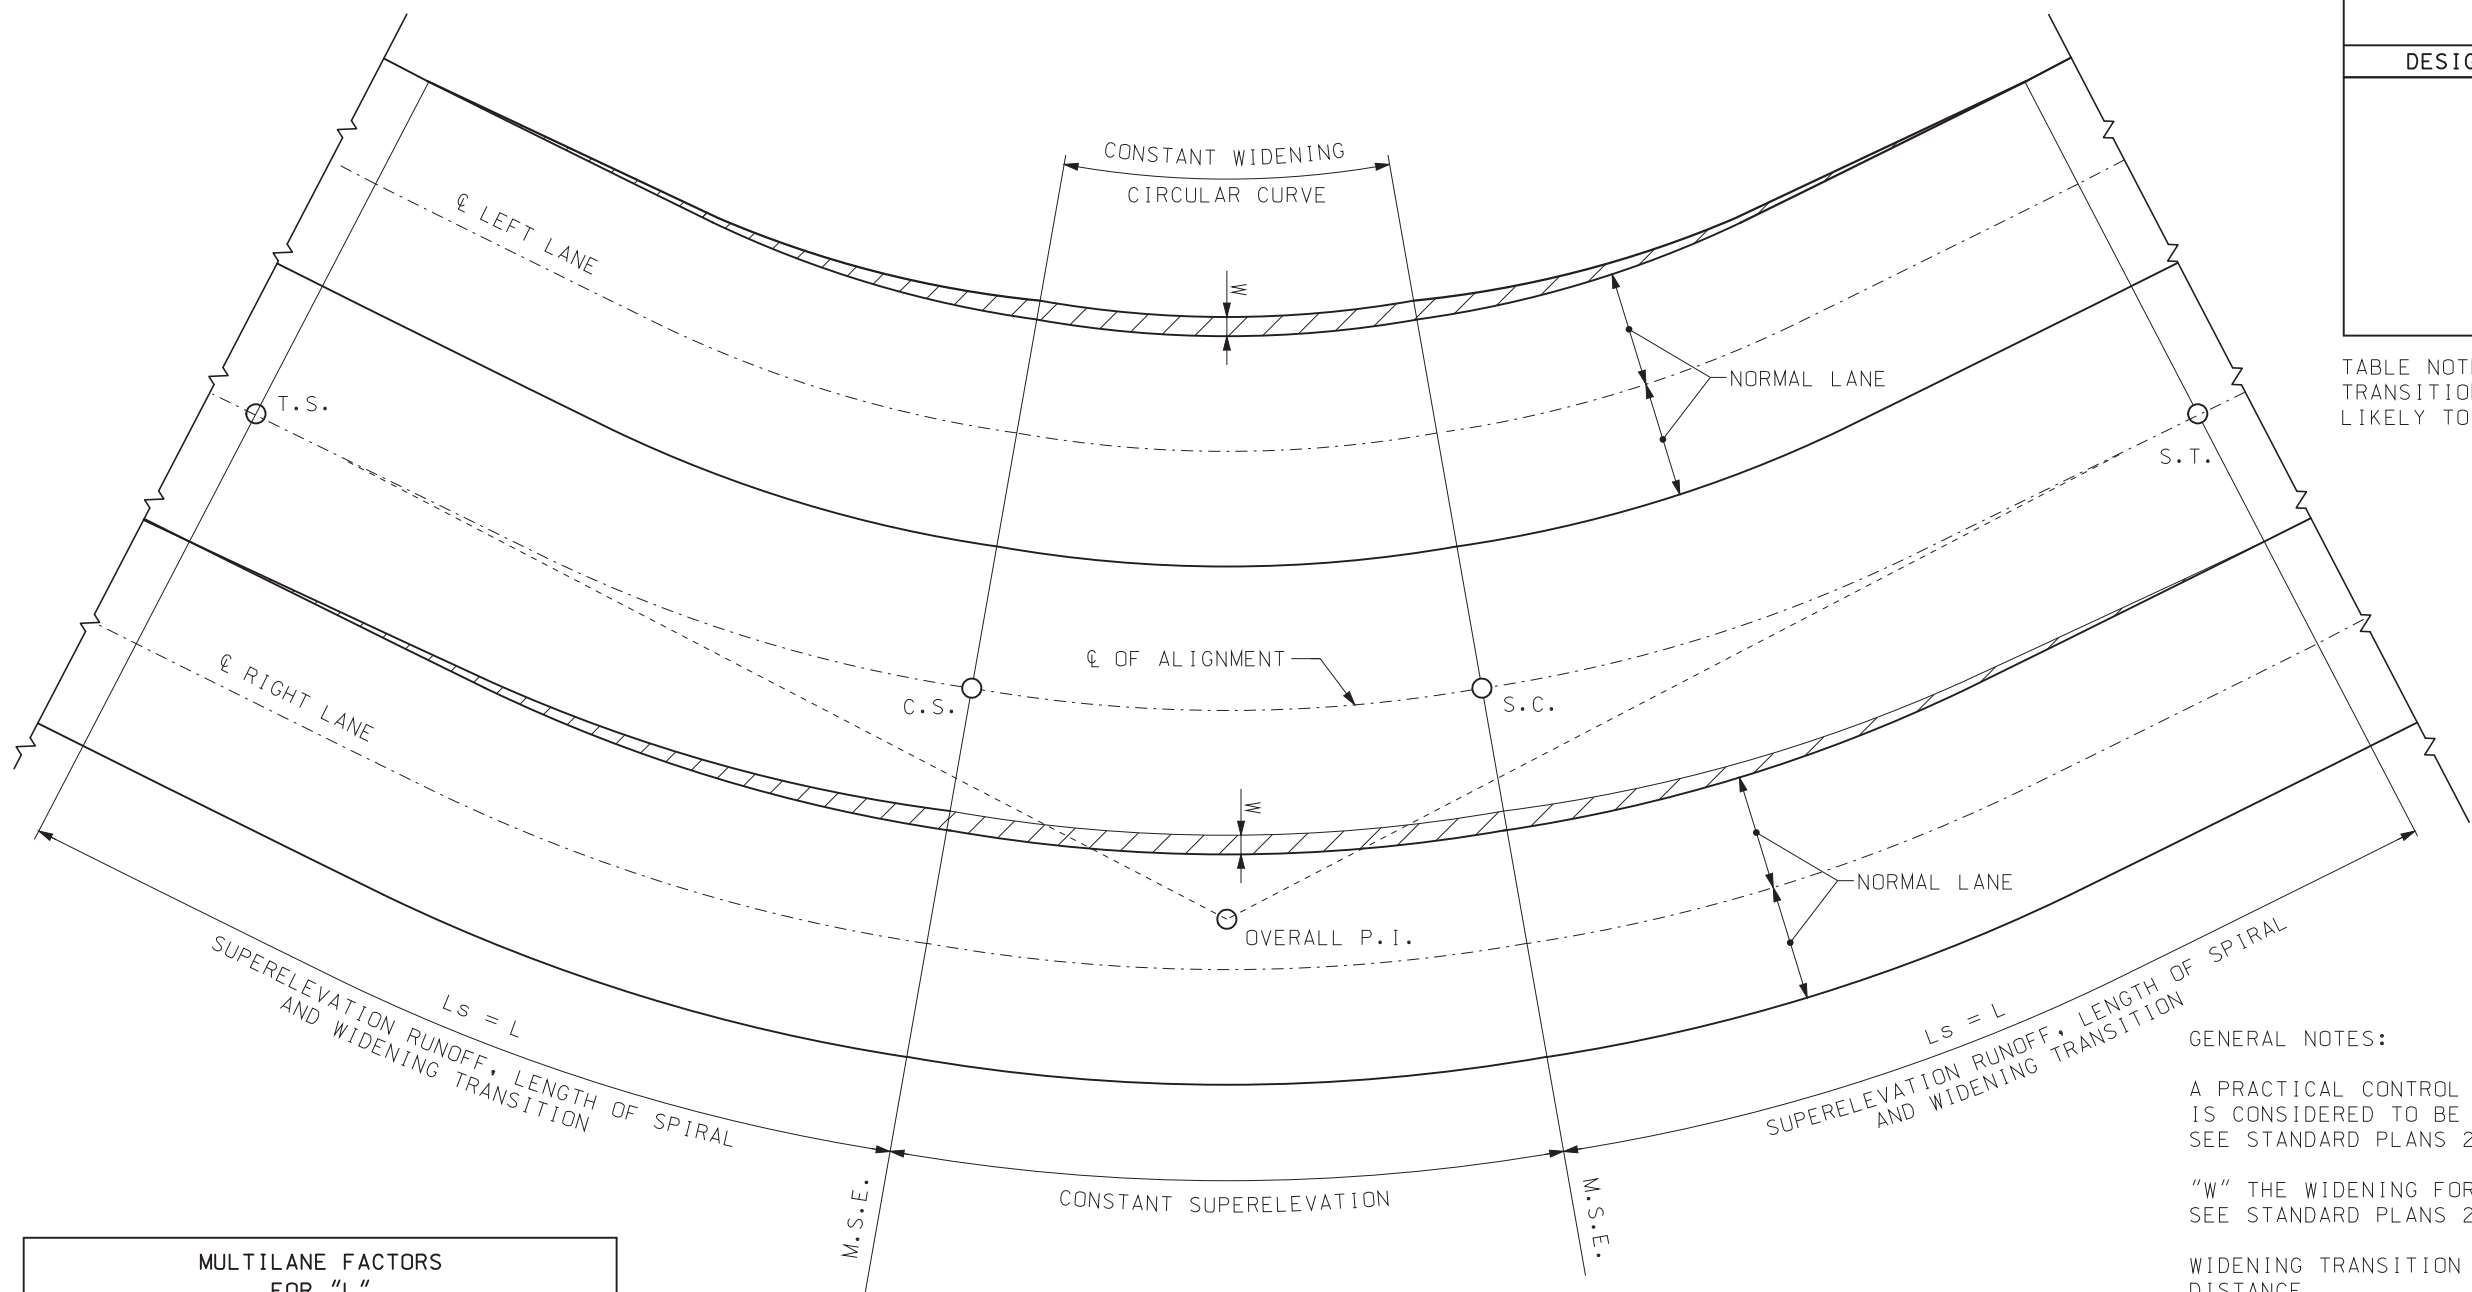 DESIG
CONSTANT WIDENING
CIRCULAR CURVE
℄ LEFT LANE
W
TABLE NOT
TRANSITIO
LIKELY TO
NORMAL LANE
T.S.
S.T.
℄ OF ALIGNMENT
℄ RIGHT LANE
C.S.
S.C.
W
NORMAL LANE
OVERALL P.I.
Ls = L
SUPERELEVATION RUNOFF, LENGTH OF SPIRAL
AND WIDENING TRANSITION
Ls = L
SUPERELEVATION RUNOFF, LENGTH OF SPIRAL
AND WIDENING TRANSITION
CONSTANT SUPERELEVATION
M.S.E.
M.S.E.
GENERAL NOTES:
A PRACTICAL CONTROL
IS CONSIDERED TO BE
SEE STANDARD PLANS 2
"W" THE WIDENING FOR
SEE STANDARD PLANS 2
WIDENING TRANSITION
DISTANCE
MULTILANE FACTORS
FOR "L"